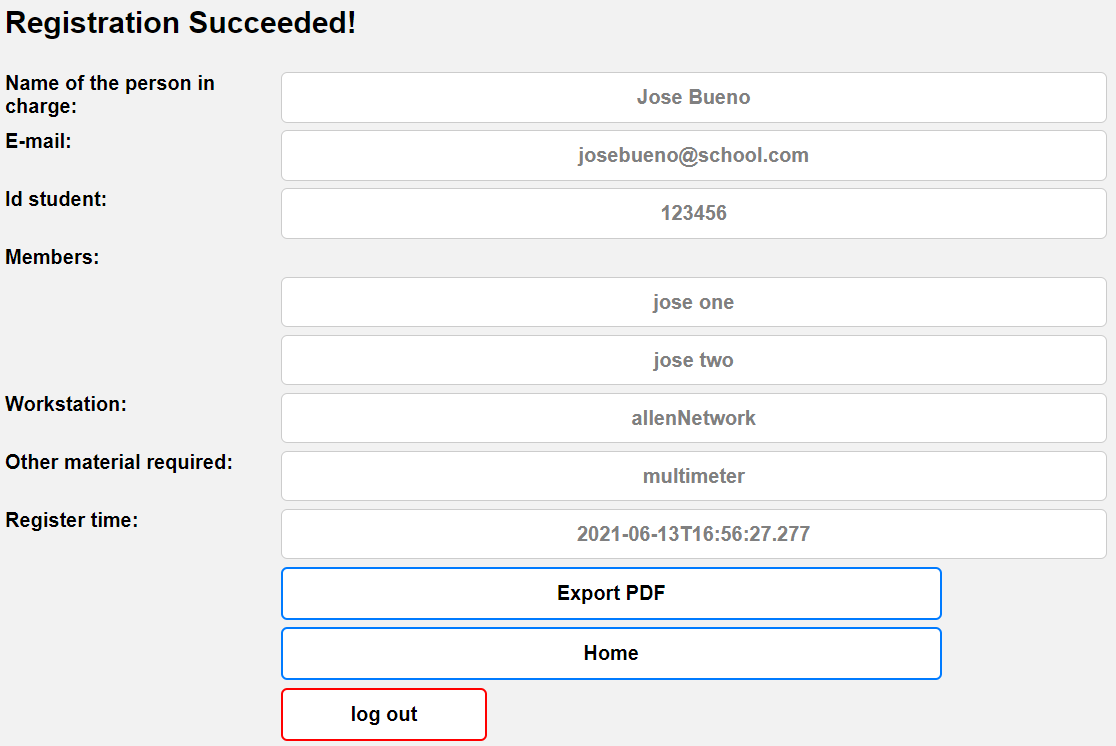 Registration Succeeded!
Name of the person in
charge:
Jose Bueno
E-mail:
josebueno@school.com
Id student:
123456
Members:
jose one
jose two
Workstation:
allenNetwork
Other material required:
multimeter
Register time:
2021-06-13T16:56:27.277
Export PDF
Home
log out